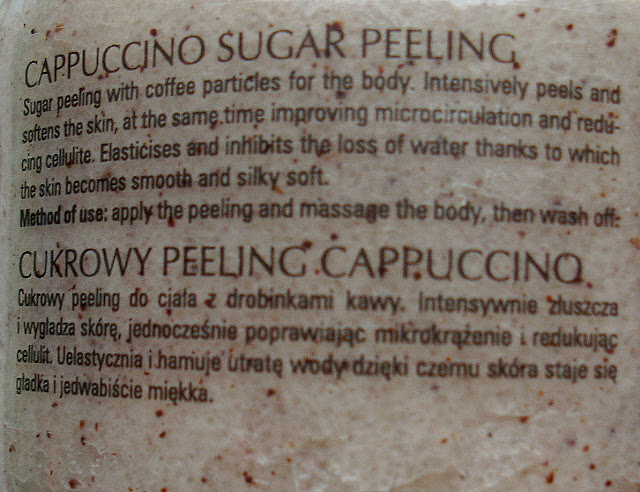 CAPPUCCINO SUGAR PEELING
Sugar peeling with coffee particles for the body. Intensively peels and
softens the skin, at the same time improving microcirculation and redu-
cing cellulite. Elasticises and inhibits the loss of water thanks to which
the skin becomes smooth and silky soft.
Method of use: apply the peeling and massage the body, then wash off.
CUKROWY PEELING CAPPUCCINO
Cukrowy peeling do ciała z drobinkami kawy. Intensywnie złuszcza
i wygładza skórę, jednocześnie poprawiając mikrokrążenie i redukując
cellulit. Uelastycznia i hamuje utratę wody dzięki czemu skóra staje się
gładka i jedwabiście miękka.